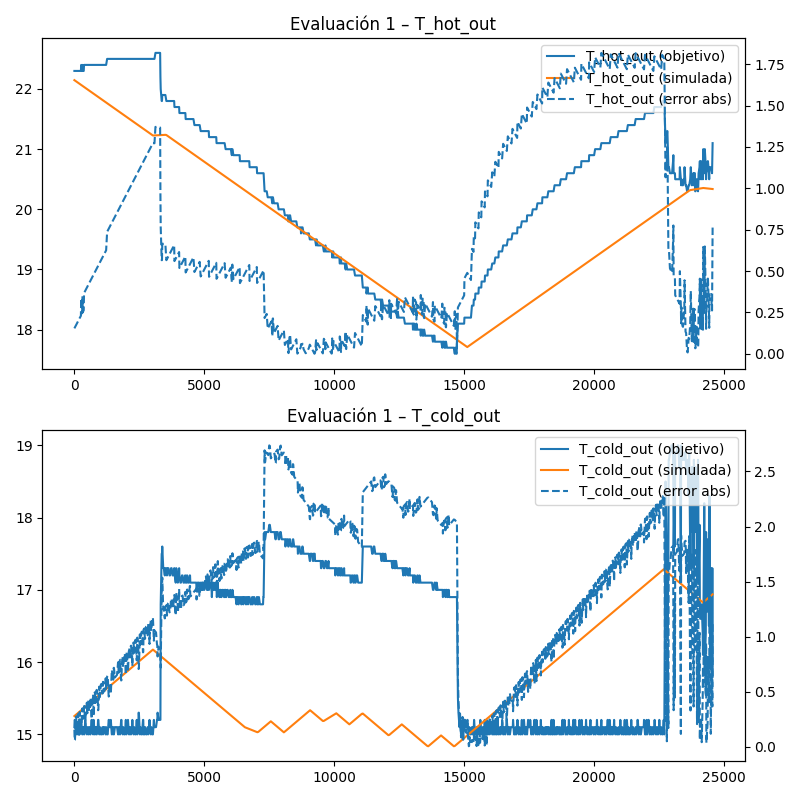 Evaluación 1 – T_hot_out
T_hot_out (objetivo)
T_hot_out (simulada)
T_hot_out (error abs)
22
21
20
19
18
1.75
1.50
1.25
1.00
0.75
0.50
0.25
0.00
0 5000 10000 15000 20000 25000
Evaluación 1 – T_cold_out
T_cold_out (objetivo)
T_cold_out (simulada)
T_cold_out (error abs)
19
18
17
16
15
2.5
2.0
1.5
1.0
0.5
0.0
0 5000 10000 15000 20000 25000